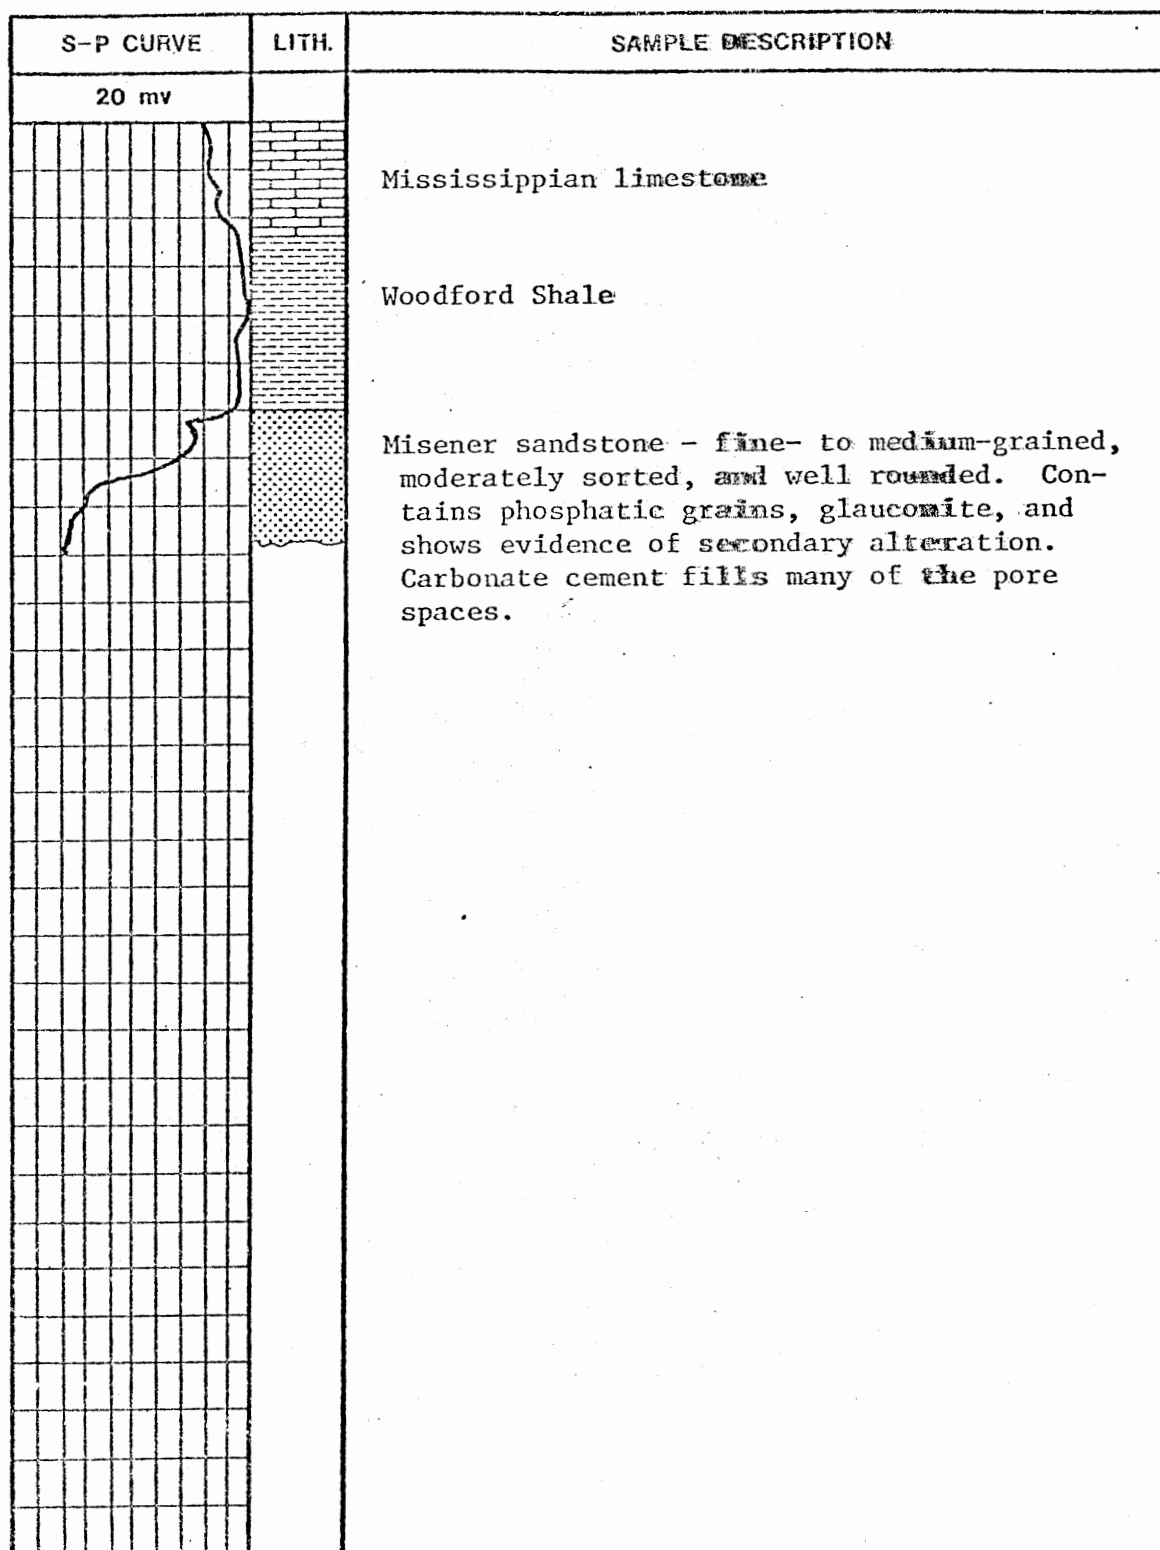 S-P CURVE LITH. SAMPLE DESCRIPTION
20 mv
Mississippian limestone
Woodford Shale
Misener sandstone - fine- to medium-grained,
moderately sorted, and well rounded. Con-
tains phosphatic grains, glauconite, and
shows evidence of secondary alteration.
Carbonate cement fills many of the pore
spaces.